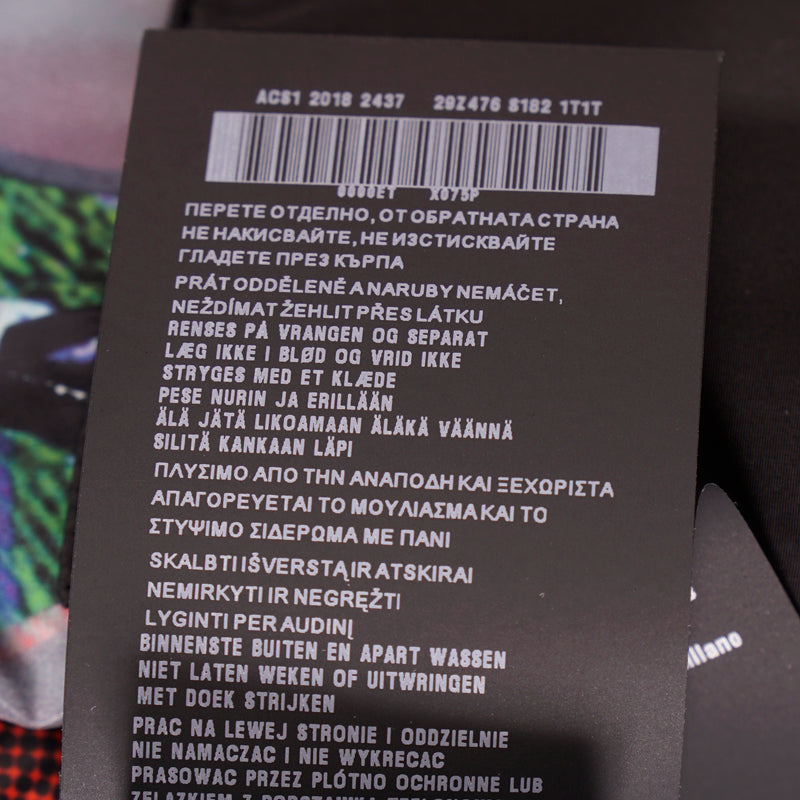 ACS1 2018 2437 29Z476 S182 1T1T
0000ET X075P
ПЕРЕТЕ ОТДЕЛНО, ОТ ОБРАТНАТА СТРАНА
НЕ НАКИСВАЙТЕ, НЕ ИЗСТИСКВАЙТЕ
ГЛАДЕТЕ ПРЕЗ КЪРПА
PRÁT ODDĚLENĚ A NARUBY NEMÁČET,
NEŽDÍMAT ŽEHLIT PŘES LÁTKU
RENSES PÅ VRANGEN OG SEPARAT
LÆG IKKE I BLØD OG VRID IKKE
STRYGES MED ET KLÆDE
PESE NURIN JA ERILLÄÄN
ÄLÄ JÄTÄ LIKOAMAAN ÄLÄKÄ VÄÄNNÄ
SILITÄ KANKAAN LÄPI
ΠΛΥΣΙΜΟ ΑΠΟ ΤΗΝ ΑΝΑΠΟΔΗ ΚΑΙ ΞΕΧΩΡΙΣΤΑ
ΑΠΑΓΟΡΕΥΕΤΑΙ ΤΟ ΜΟΥΛΙΑΣΜΑ ΚΑΙ ΤΟ
ΣΤΥΨΙΜΟ ΣΙΔΕΡΩΜΑ ΜΕ ΠΑΝΙ
SKALBTI IŠVERSTĄ IR ATSKIRAI
NEMIRKYTI IR NEGRĘŽTI
LYGINTI PER AUDINĮ
BINNENSTE BUITEN EN APART WASSEN
NIET LATEN WEKEN OF UITWRINGEN
MET DOEK STRIJKEN
PRAC NA LEWEJ STRONIE I ODDZIELNIE
NIE NAMACZAC I NIE WYKRECAC
PRASOWAC PRZEZ PLÓTNO OCHRONNE LUB